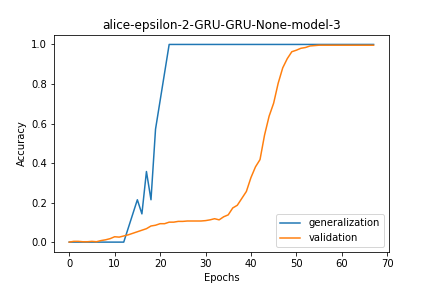 alice-epsilon-2-GRU-GRU-None-model-3
Accuracy
1.0
0.8
0.6
0.4
0.2
0.0
0 10 20 30 40 50 60 70
Epochs
generalization
validation